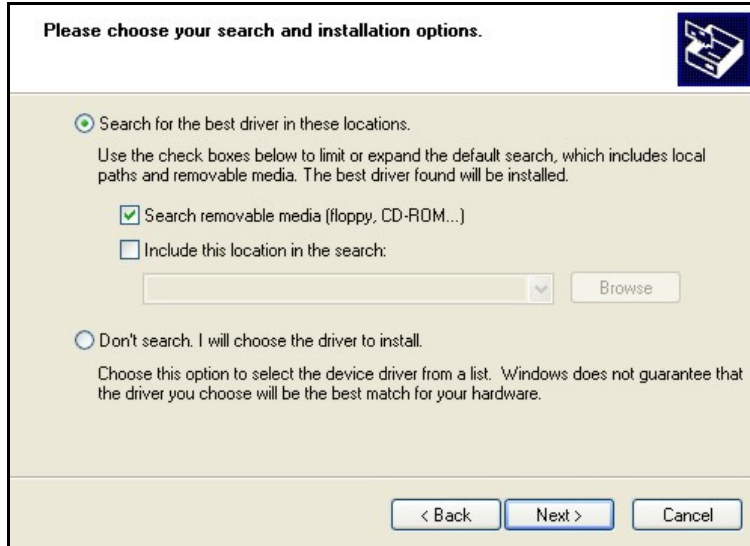 Please choose your search and installation options.
Search for the best driver in these locations.
Use the check boxes below to limit or expand the default search, which includes local
paths and removable media. The best driver found will be installed.
Search removable media (floppy, CD-ROM...)
Include this location in the search:
Browse
Don't search. I will choose the driver to install.
Choose this option to select the device driver from a list. Windows does not guarantee that
the driver you choose will be the best match for your hardware.
< Back Next > Cancel